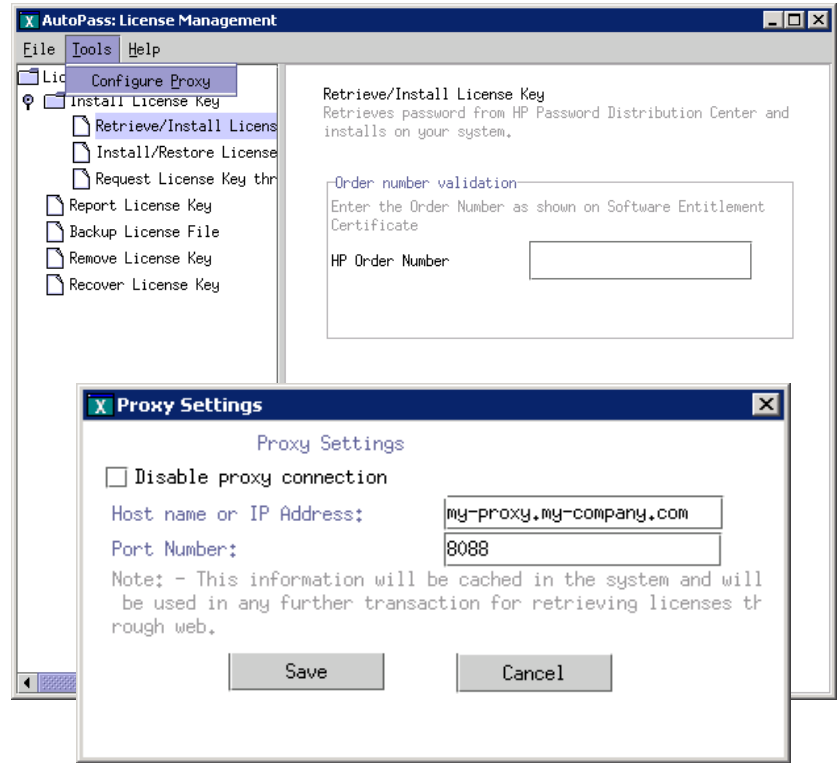 X AutoPass: License Management
File Tools Help
Configure Proxy
Lic
Install License Key
Retrieve/Install Licens
Install/Restore License
Request License Key thr
Report License Key
Backup License File
Remove License Key
Recover License Key
Retrieve/Install License Key
Retrieves password from HP Password Distribution Center and
installs on your system.
Order number validation
Enter the Order Number as shown on Software Entitlement
Certificate
HP Order Number
X Proxy Settings
Proxy Settings
Disable proxy connection
Host name or IP Address: my-proxy.my-company.com
Port Number: 8088
Note: - This information will be cached in the system and will
be used in any further transaction for retrieving licenses th
rough web.
Save Cancel